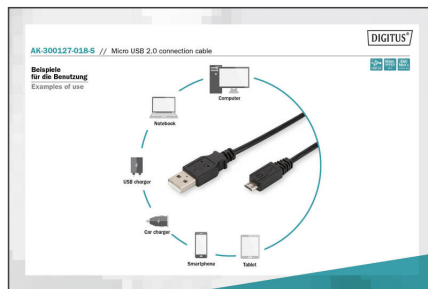 DIGITUS®
AK-300127-018-S // Micro USB 2.0 connection cable
Beispiele
für die Benutzung
Examples of use
Computer
Notebook
USB charger
Car charger
Smartphone
Tablet